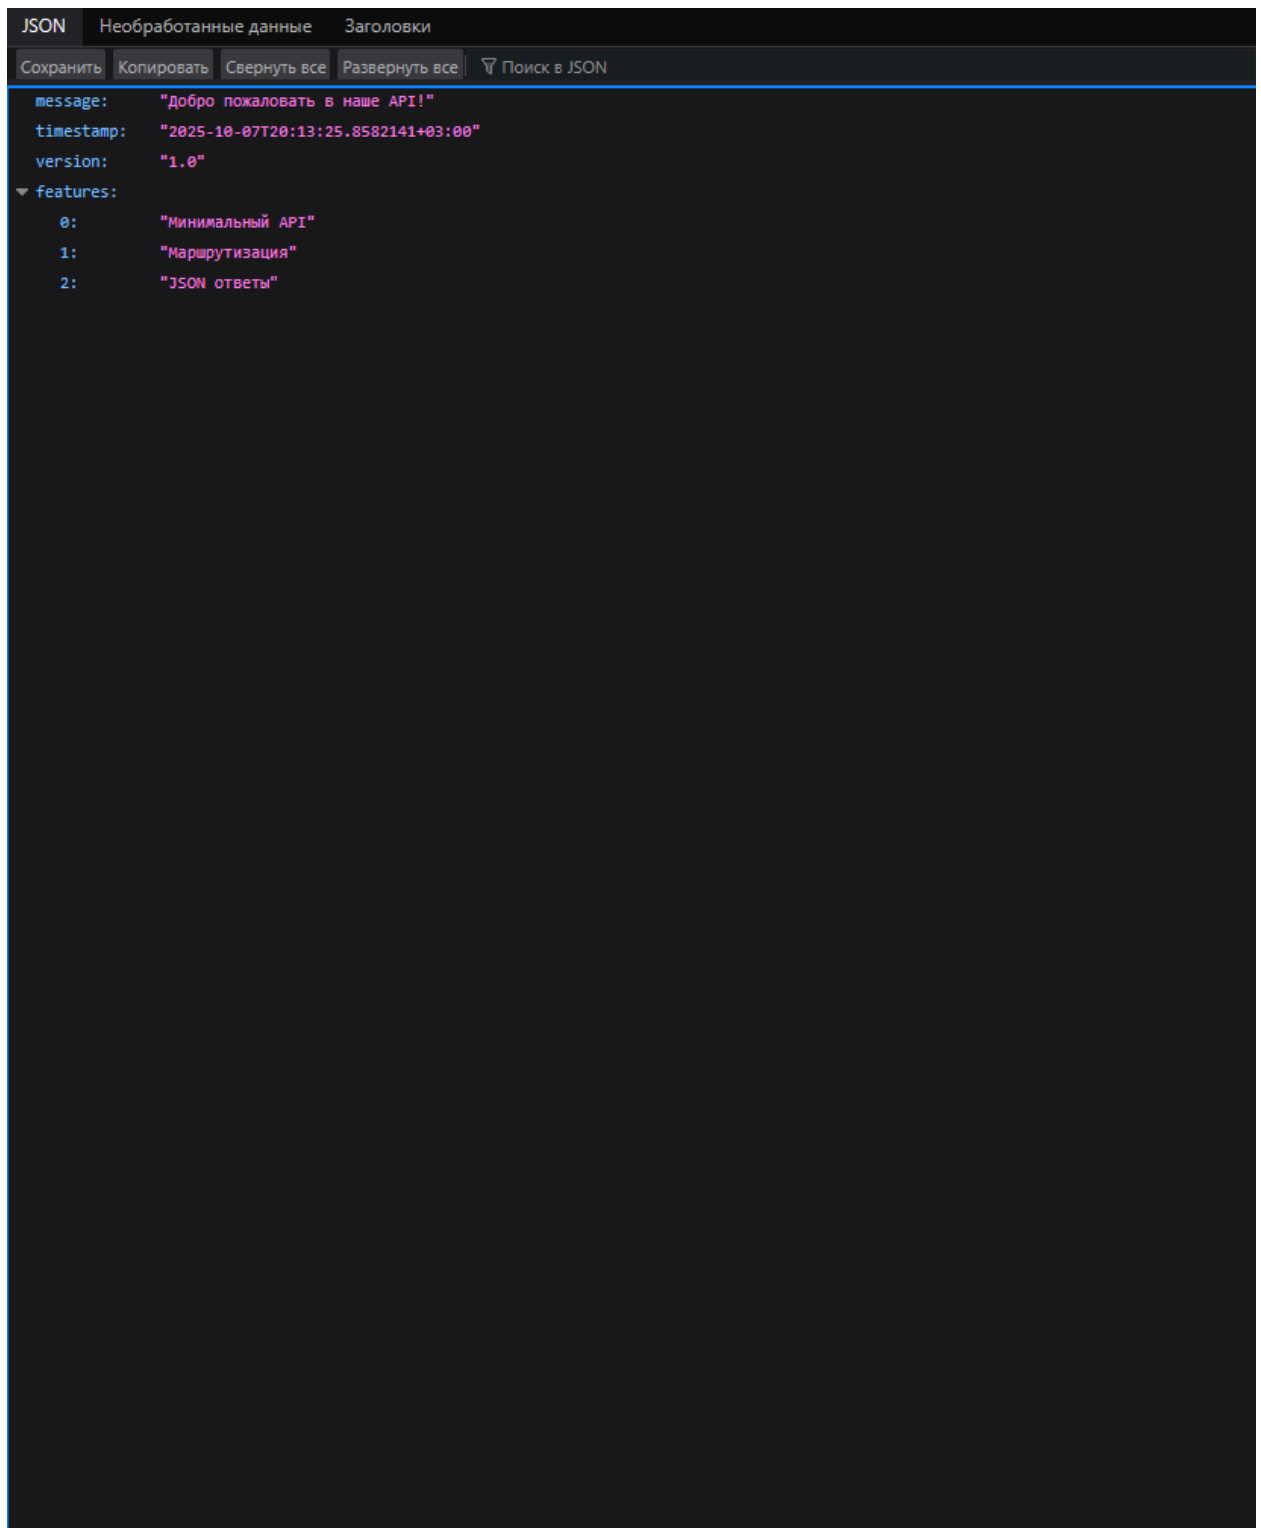 JSON Необработанные данные Заголовки
Сохранить Копировать Свернуть все Развернуть все Поиск в JSON
message: "Добро пожаловать в наше API!"
timestamp: "2025-10-07T20:13:25.8582141+03:00"
version: "1.0"
features:
0: "Минимальный API"
1: "Маршрутизация"
2: "JSON ответы"